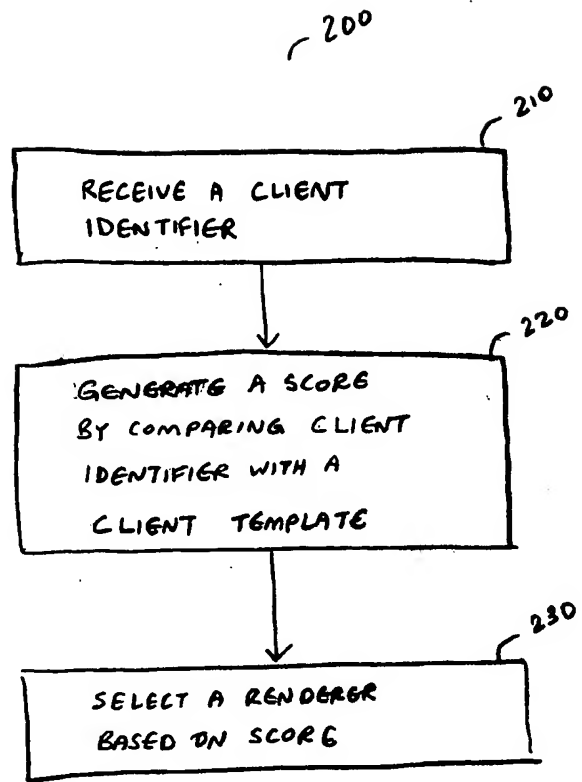 200
210
RECEIVE A CLIENT
IDENTIFIER
220
GENERATE A SCORE
BY COMPARING CLIENT
IDENTIFIER WITH A
CLIENT TEMPLATE
230
SELECT A RENDERER
BASED ON SCORE